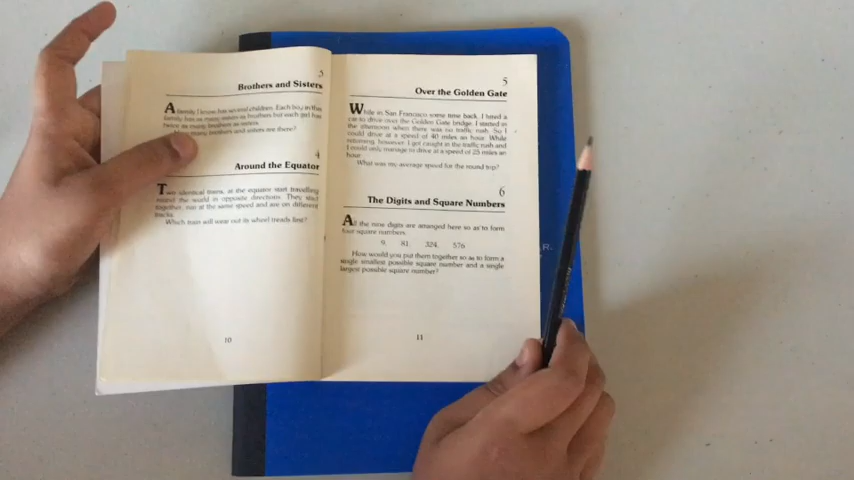 3
Brothers and Sisters
A family I know has several children. Each boy in this
family has as many sisters as brothers but each girl has
twice as many brothers as sisters.
many brothers and sisters are there?
4
Around the Equator
Two identical trains, at the equator start travelling
round the world in opposite directions. They start
together, run at the same speed and are on different
tracks.
Which train will wear out its wheel treads first?
10
5
Over the Golden Gate
While in San Francisco some time back, I hired a
car to drive over the Golden Gate bridge. I started in
the afternoon when there was no traffic rush. So I
could drive at a speed of 40 miles an hour. While
returning, however, I got caught in the traffic rush and
I could only manage to drive at a speed of 25 miles an
hour.
What was my average speed for the round trip?
6
The Digits and Square Numbers
All the nine digits are arranged here so as to form
four square numbers.
9, 81, 324, 576
How would you put them together so as to form a
single smallest possible square number and a single
largest possible square number?
11
R.